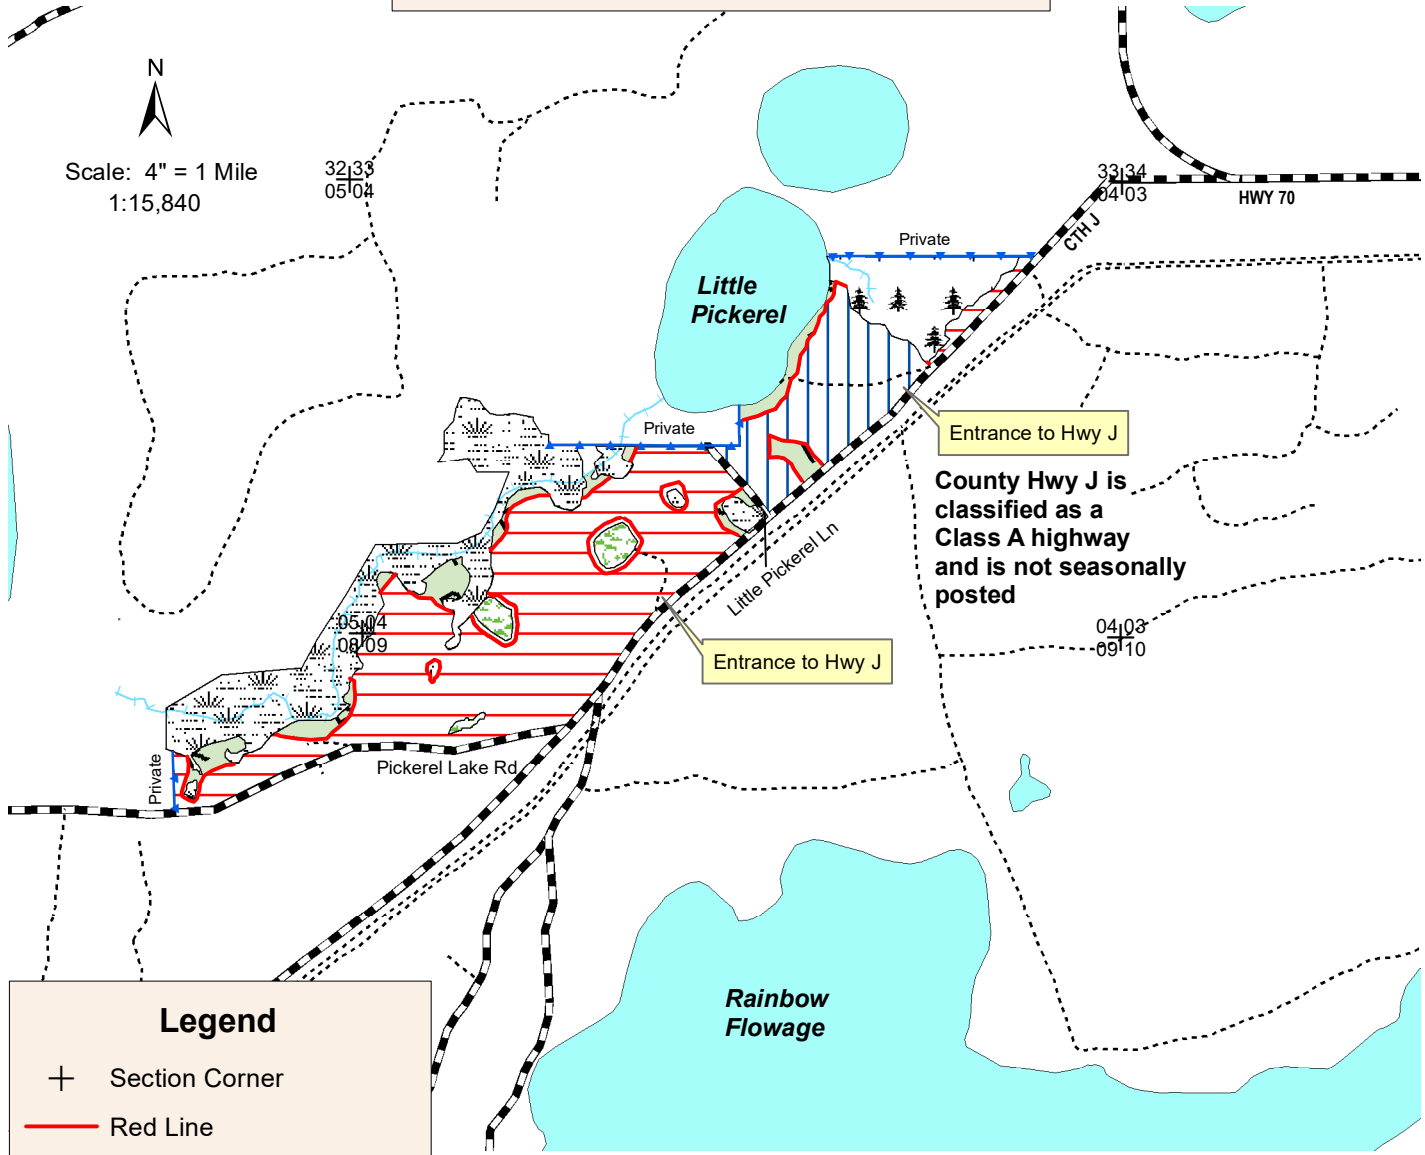 N
Scale: 4" = 1 Mile
1:15,840
32 33
05 04
33 34
04 03
HWY 70
CTH J
Private
Little
Pickerel
Private
Entrance to Hwy J
County Hwy J is
classified as a
Class A highway
and is not seasonally
posted
Little Pickerel Ln
05 04
08 09
04 03
09 10
Entrance to Hwy J
Private
Pickerel Lake Rd
Rainbow
Flowage
Legend
Section Corner
Red Line